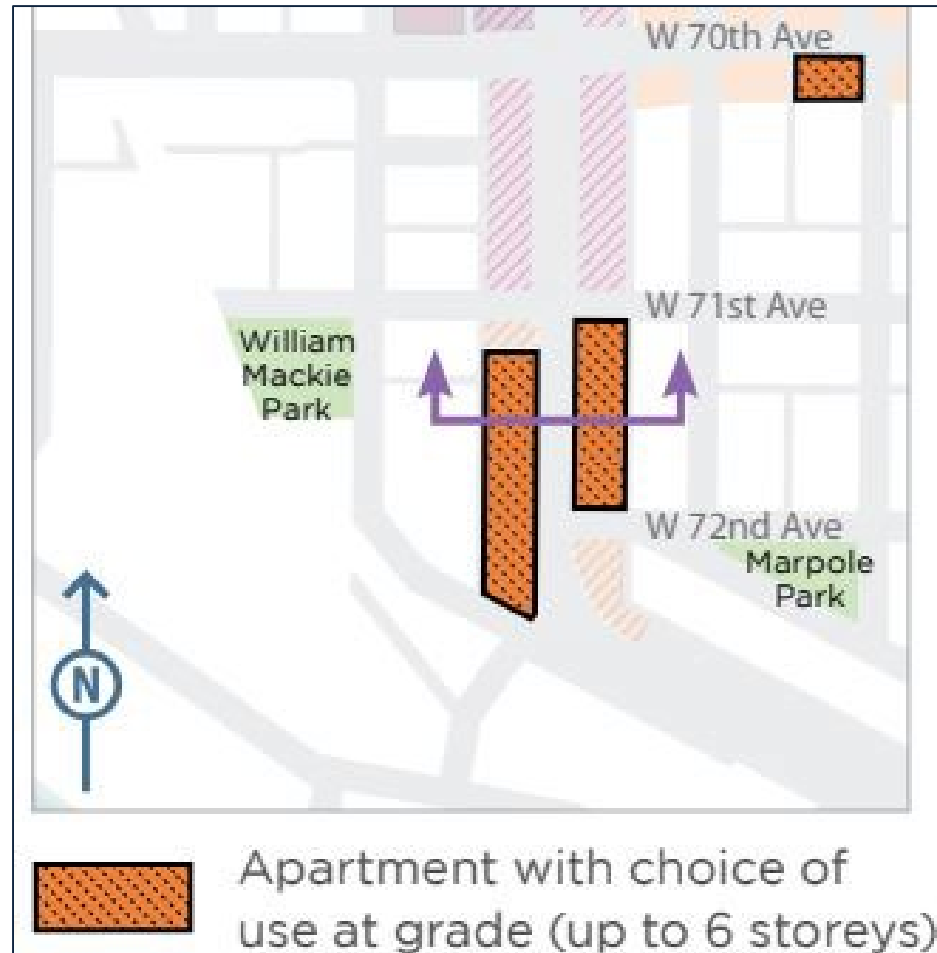 W 70th Ave
W 71st Ave
William
Mackie
Park
W 72nd Ave
Marpole
Park
N
Apartment with choice of
use at grade (up to 6 storeys)